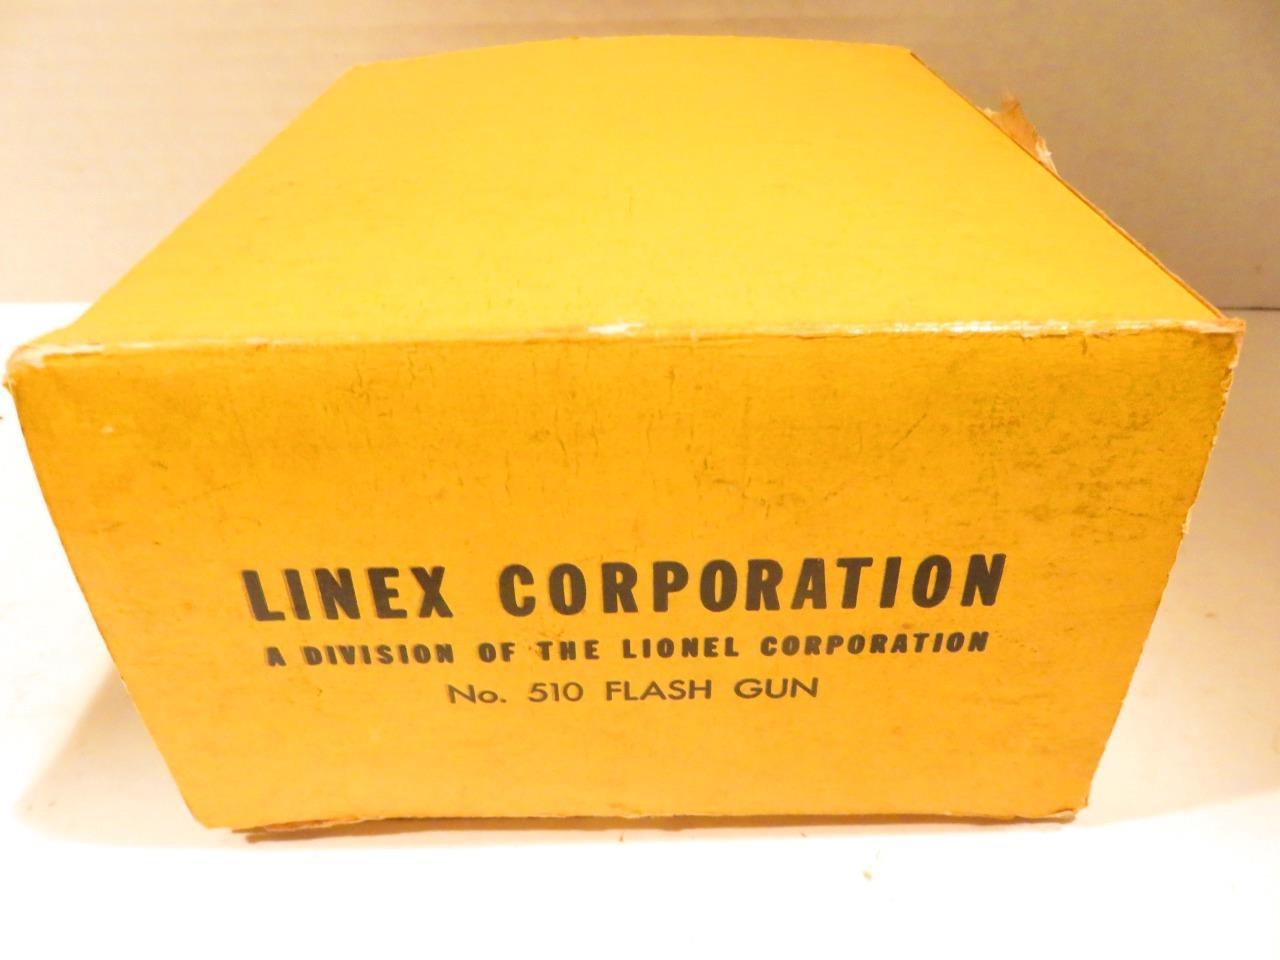 LINEX CORPORATION
A DIVISION OF THE LIONEL CORPORATION
No. 510 FLASH GUN